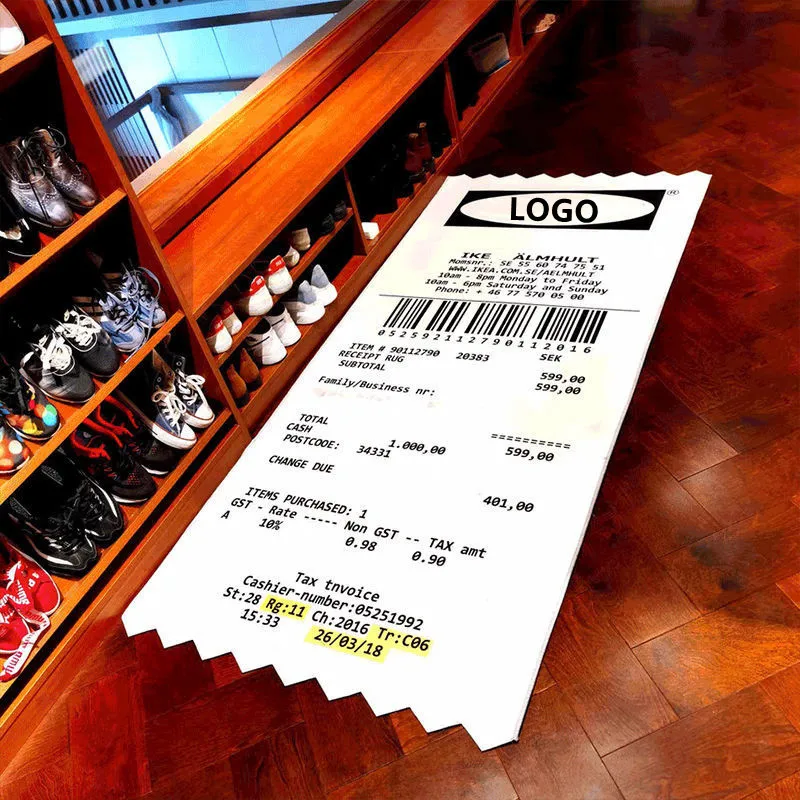 LOGO
®
IKE ÄLMHULT
Momsnr.: SE 55 60 74 75 51
WWW.IKEA.COM.SE/AELMHULT
10am - 8pm Monday to Friday
10am - 6pm Saturday and Sunday
Phone: + 46 77 570 05 00
052592112790112016
ITEM # 90112790 20383 SEK
RECEIPT RUG 599,00
SUBTOTAL 599,00
Family/Business nr:
==========
TOTAL 599,00
CASH 1.000,00
POSTCODE: 34331
CHANGE DUE 401,00
ITEMS PURCHASED: 1
GST - Rate ----- Non GST -- TAX amt
A 10% 0.98 0.90
Tax tnvoice
Cashier-number:05251992
St:28 Rg:11 Ch:2016 Tr:C06
15:33 26/03/18